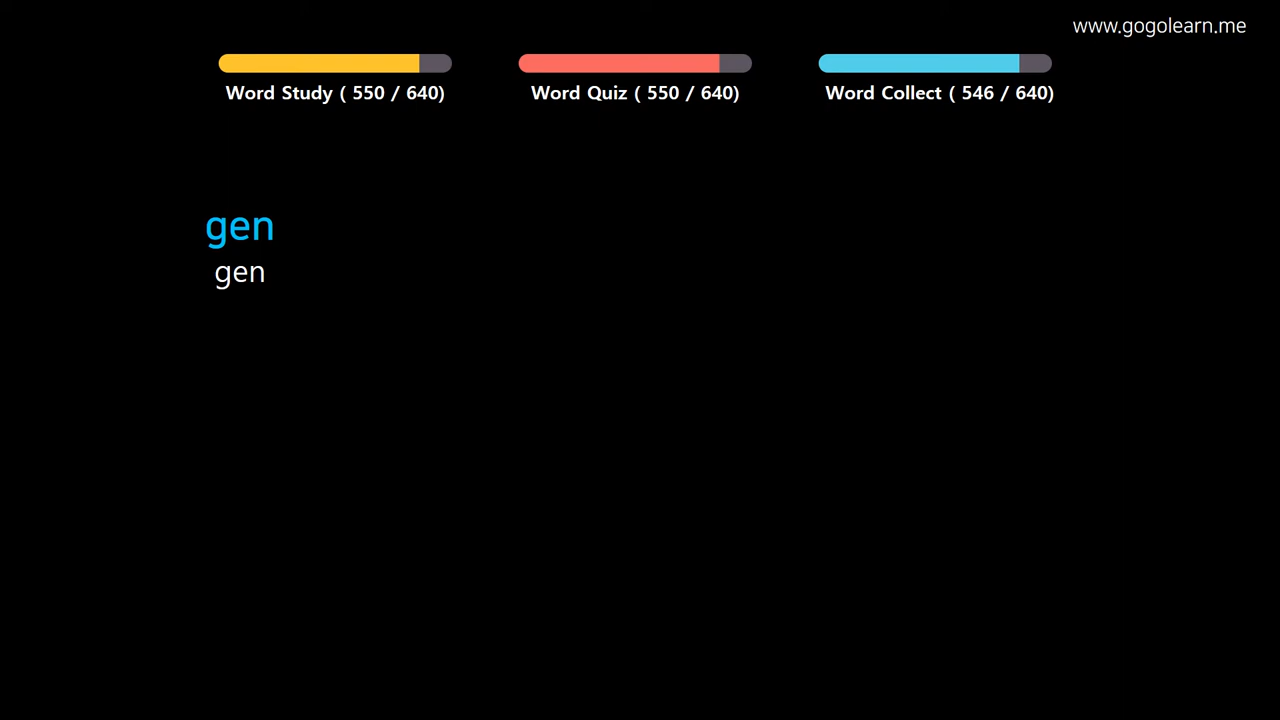 www.gogolearn.me
Word Study ( 550 / 640)
Word Quiz ( 550 / 640)
Word Collect ( 546 / 640)
gen
gen